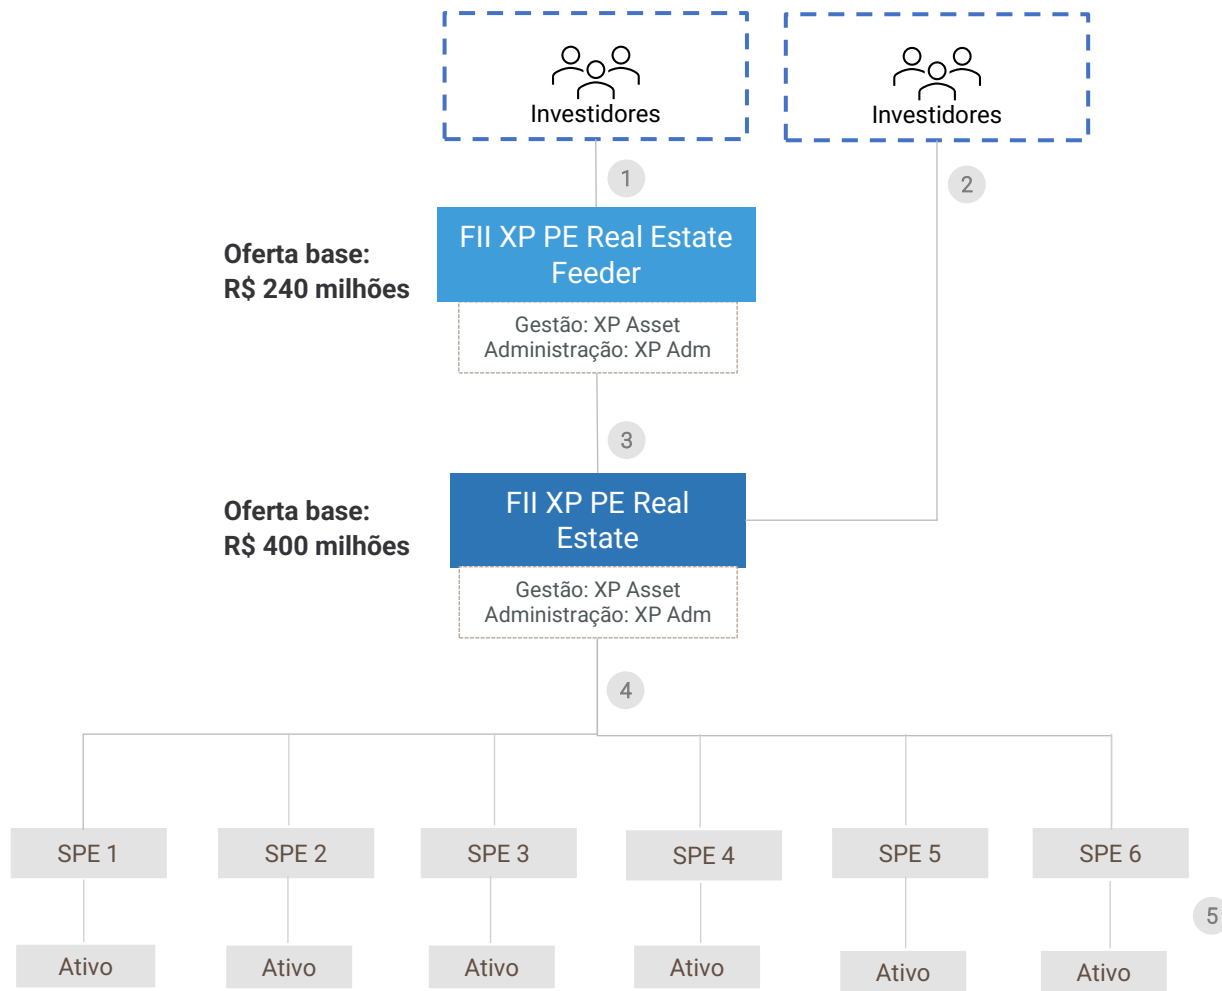 Investidores
Investidores
1
2
Oferta base:
R$ 240 milhões
FII XP PE Real Estate
Feeder
Gestão: XP Asset
Administração: XP Adm
3
Oferta base:
R$ 400 milhões
FII XP PE Real
Estate
Gestão: XP Asset
Administração: XP Adm
4
SPE 1
SPE 2
SPE 3
SPE 4
SPE 5
SPE 6
5
Ativo
Ativo
Ativo
Ativo
Ativo
Ativo